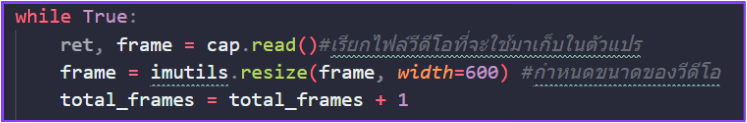 while True:
    ret, frame = cap.read()#เรียกไฟล์วีดีโอที่จะใช้มาเก็บในตัวแปร
    frame = imutils.resize(frame, width=600) #กำหนดขนาดของวีดีโอ
    total_frames = total_frames + 1